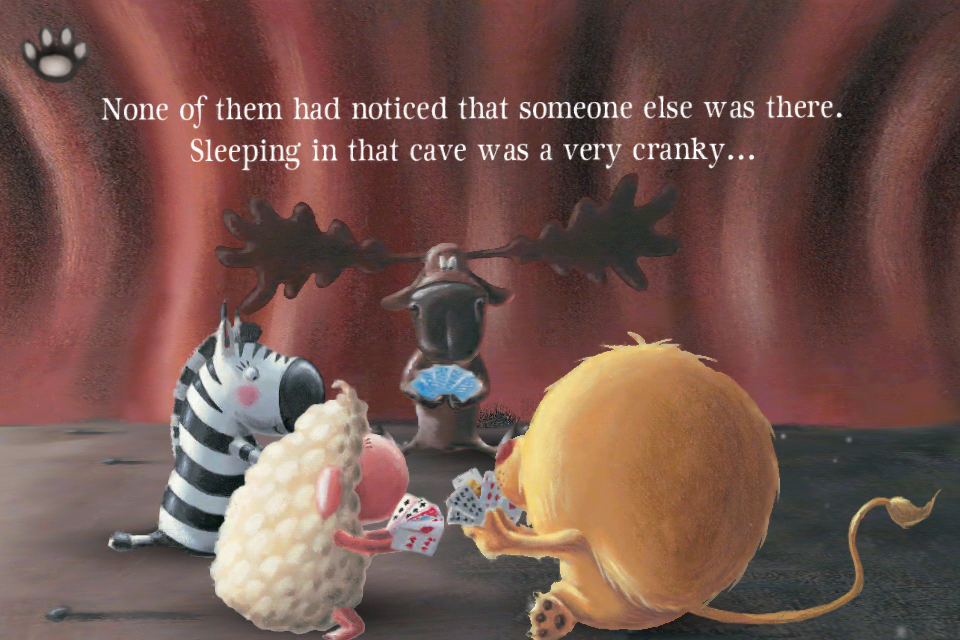 None of them had noticed that someone else was there.
Sleeping in that cave was a very cranky...